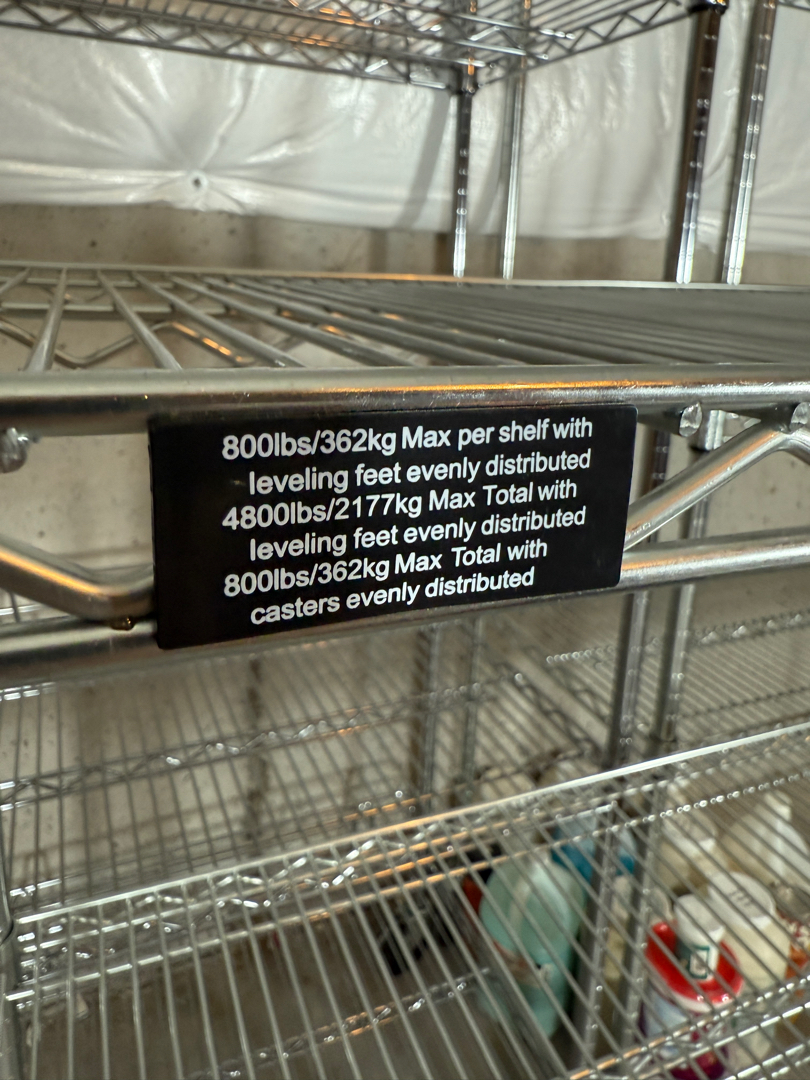 800lbs/362kg Max per shelf with
leveling feet evenly distributed
4800lbs/2177kg Max Total with
leveling feet evenly distributed
800lbs/362kg Max Total with
casters evenly distributed